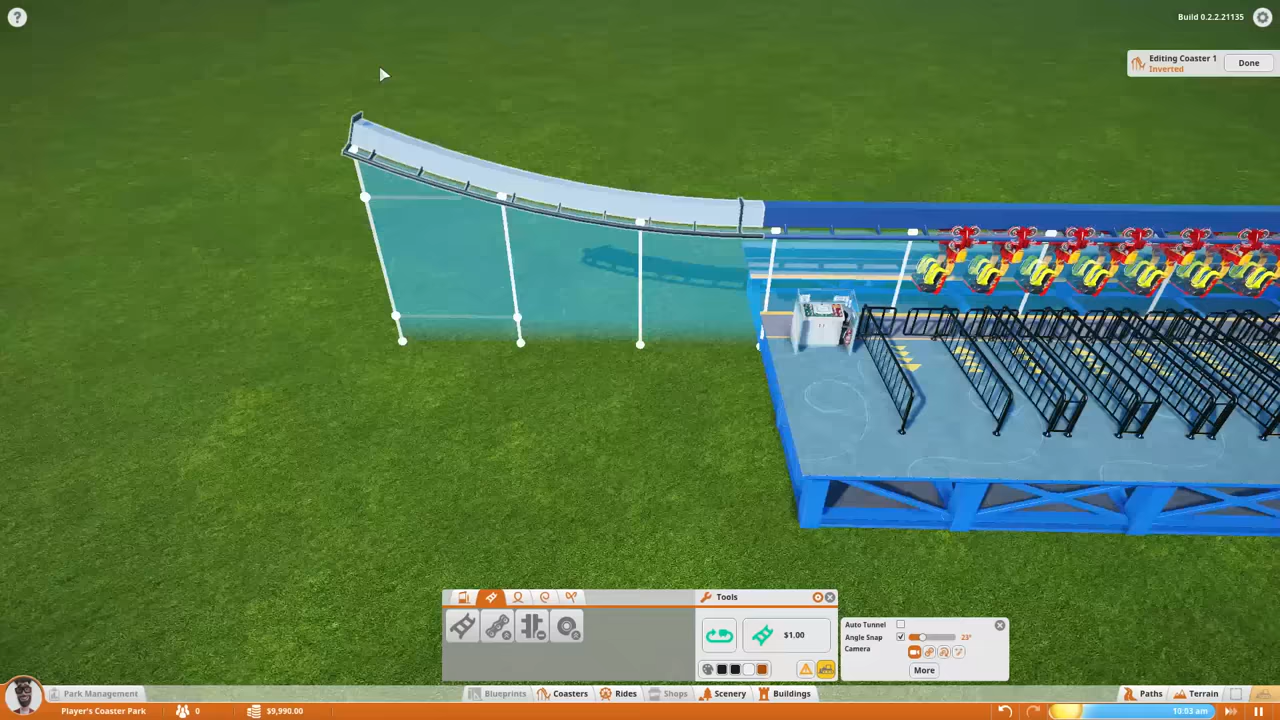 ?
Build 0.2.2.21135
Editing Coaster 1
Done
Inverted
Tools
$1.00
Auto Tunnel
Angle Snap
23°
Camera
More
Park Management
Blueprints
Coasters
Rides
Shops
Scenery
Buildings
Paths
Terrain
Player's Coaster Park
0
$9,990.00
10:03 am